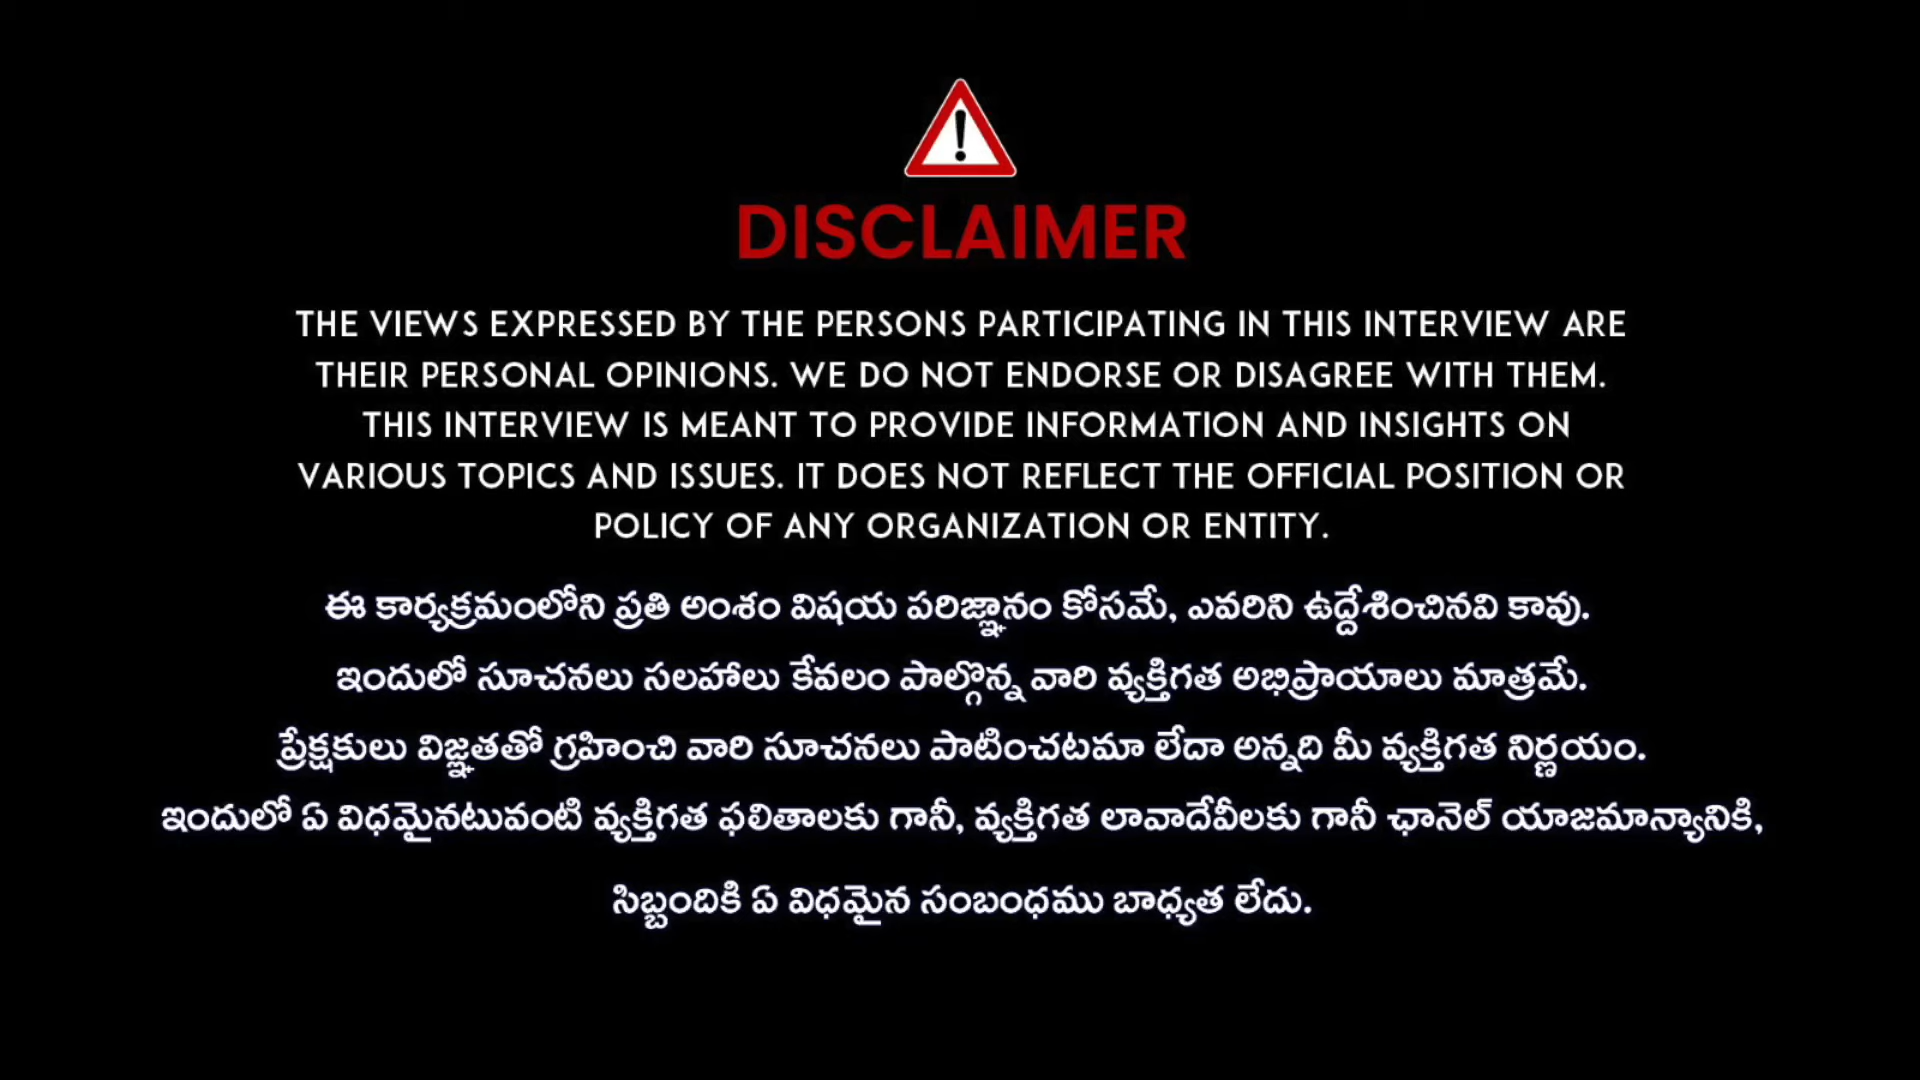 DISCLAIMER
THE VIEWS EXPRESSED BY THE PERSONS PARTICIPATING IN THIS INTERVIEW ARE
THEIR PERSONAL OPINIONS. WE DO NOT ENDORSE OR DISAGREE WITH THEM.
THIS INTERVIEW IS MEANT TO PROVIDE INFORMATION AND INSIGHTS ON
VARIOUS TOPICS AND ISSUES. IT DOES NOT REFLECT THE OFFICIAL POSITION OR
POLICY OF ANY ORGANIZATION OR ENTITY.
ఈ కార్యక్రమంలోని ప్రతి అంశం విషయ పరిజ్ఞానం కోసమే, ఎవరిని ఉద్దేశించినవి కావు.
ఇందులో సూచనలు సలహాలు కేవలం పాల్గొన్న వారి వ్యక్తిగత అభిప్రాయాలు మాత్రమే.
ప్రేక్షకులు విజ్ఞతతో గ్రహించి వారి సూచనలు పాటించటమా లేదా అన్నది మీ వ్యక్తిగత నిర్ణయం.
ఇందులో ఏ విధమైనటువంటి వ్యక్తిగత ఫలితాలకు గానీ, వ్యక్తిగత లావాదేవీలకు గానీ ఛానెల్ యాజమాన్యానికి,
సిబ్బందికి ఏ విధమైన సంబంధము బాధ్యత లేదు.